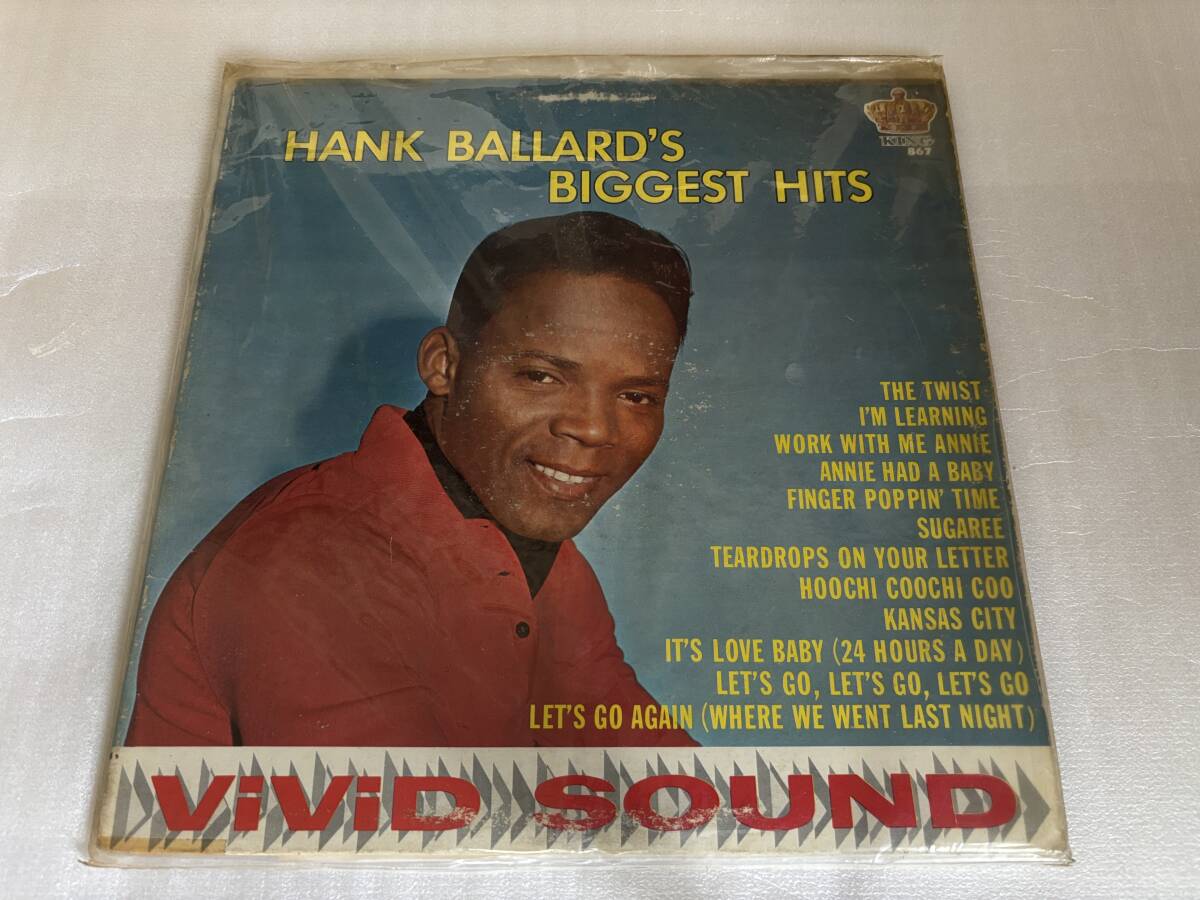 HANK BALLARD'S
BIGGEST HITS
KING
867
THE TWIST
I'M LEARNING
WORK WITH ME ANNIE
ANNIE HAD A BABY
FINGER POPPIN' TIME
SUGAREE
TEARDROPS ON YOUR LETTER
HOOCHI COOCHI COO
KANSAS CITY
IT'S LOVE BABY (24 HOURS A DAY)
LET'S GO, LET'S GO, LET'S GO
LET'S GO AGAIN (WHERE WE WENT LAST NIGHT)
ViViD SOUND